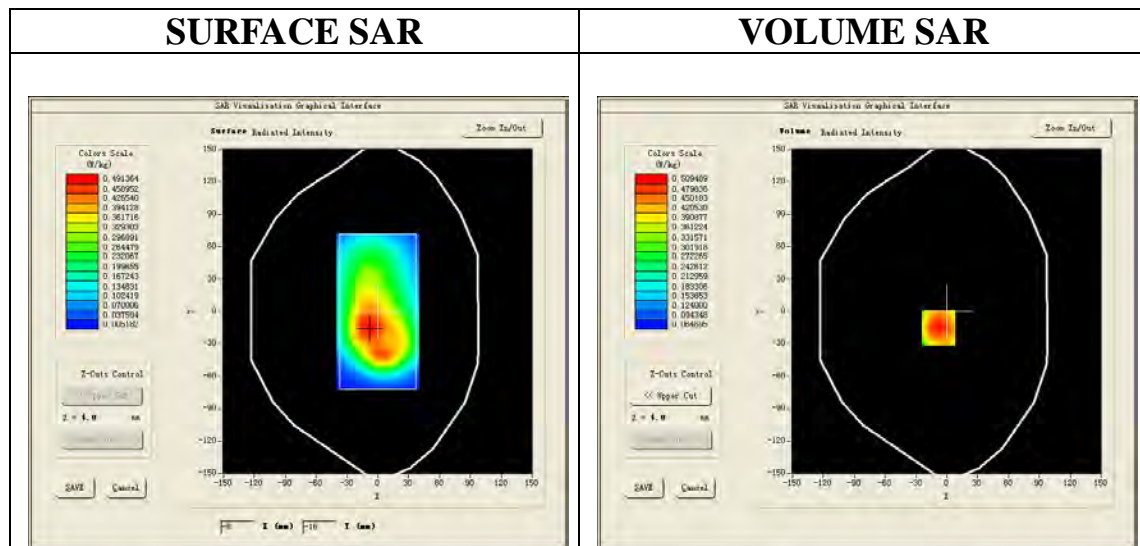 SURFACE SAR
VOLUME SAR
SAR Visualisation Graphical Interface
Surface Radiated Intensity
Zoom In/Out
Colors Scale
(W/kg)
0.491364
0.458952
0.426540
0.394128
0.361716
0.329303
0.296891
0.264479
0.232067
0.199655
0.167243
0.134831
0.102419
0.070006
0.037594
0.005182
150
120
90
60
30
0
-30
-60
-90
-120
-150
-150 -120 -90 -60 -30 0 30 60 90 120 150
X
Z-Cuts Control
Z = 4.0 mm
SAVE
Cancel
-8 X (mm) -16 Y (mm)
SAR Visualisation Graphical Interface
Volume Radiated Intensity
Zoom In/Out
Colors Scale
(W/kg)
0.509489
0.479836
0.450183
0.420530
0.390877
0.361224
0.331571
0.301918
0.272265
0.242612
0.212959
0.183306
0.153653
0.124000
0.094348
0.064695
150
120
90
60
30
0
-30
-60
-90
-120
-150
-150 -120 -90 -60 -30 0 30 60 90 120 150
X
Z-Cuts Control
<< Upper Cut
Z = 4.0 mm
SAVE
Cancel